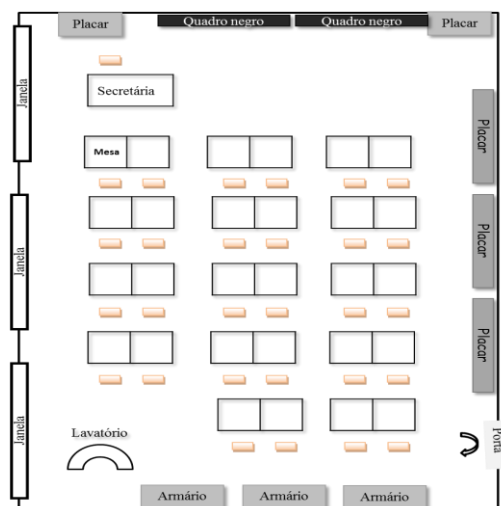 Placar
Quadro negro
Quadro negro
Placar
Janela
Secretária
Placar
Mesa
Janela
Placar
Placar
Janela
Lavatório
Porta
Armário
Armário
Armário